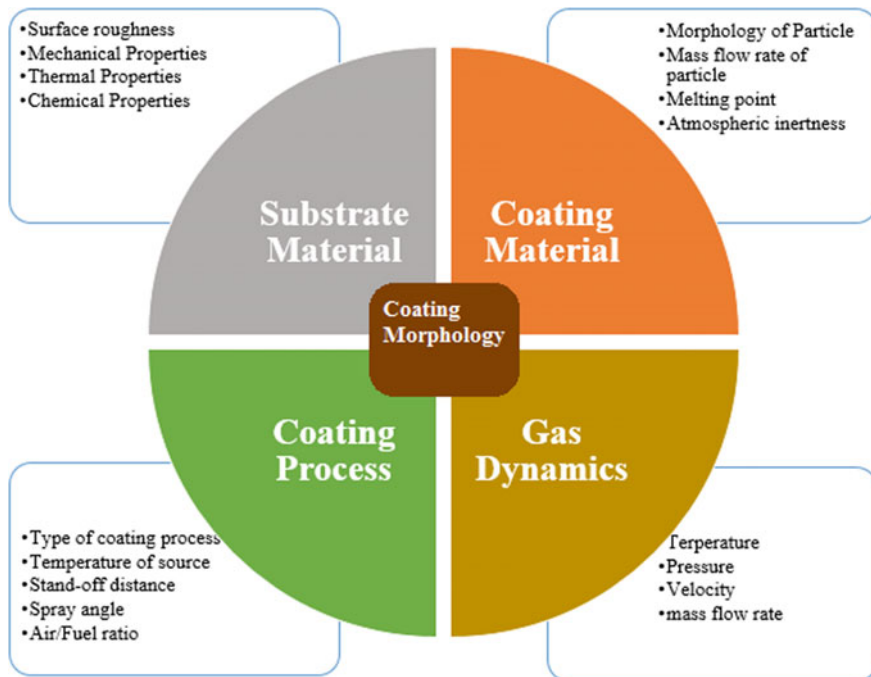 •Surface roughness
•Mechanical Properties
•Thermal Properties
•Chemical Properties
•Morphology of Particle
•Mass flow rate of
particle
•Melting point
•Atmospheric inertness
Substrate
Material
Coating
Material
Coating
Morphology
Coating
Process
Gas
Dynamics
•Type of coating process
•Temperature of source
•Stand-off distance
•Spray angle
•Air/Fuel ratio
Terperature
•Pressure
•Velocity
•mass flow rate